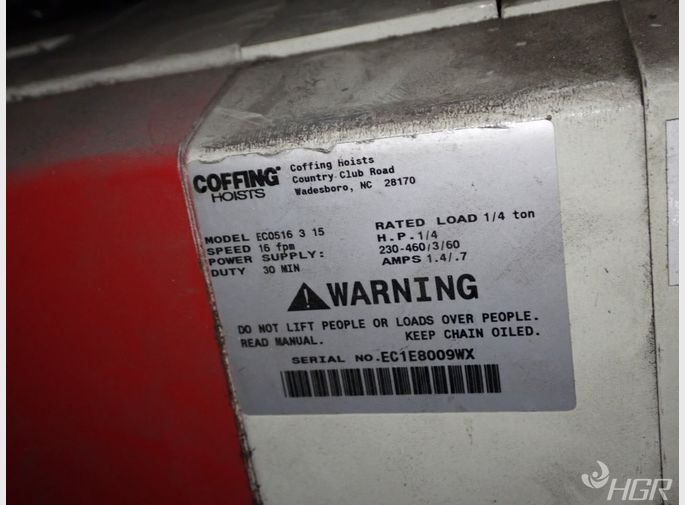 COFFING
HOISTS
Coffing Hoists
Country Club Road
Wadesboro, NC 28170
MODEL EC0516 3 15 RATED LOAD 1/4 ton
SPEED 16 fpm H.P. 1/4
POWER SUPPLY: 230-460/3/60
DUTY 30 MIN AMPS 1.4/.7
WARNING
DO NOT LIFT PEOPLE OR LOADS OVER PEOPLE.
READ MANUAL. KEEP CHAIN OILED.
SERIAL NO. EC1E8009WX
HGR